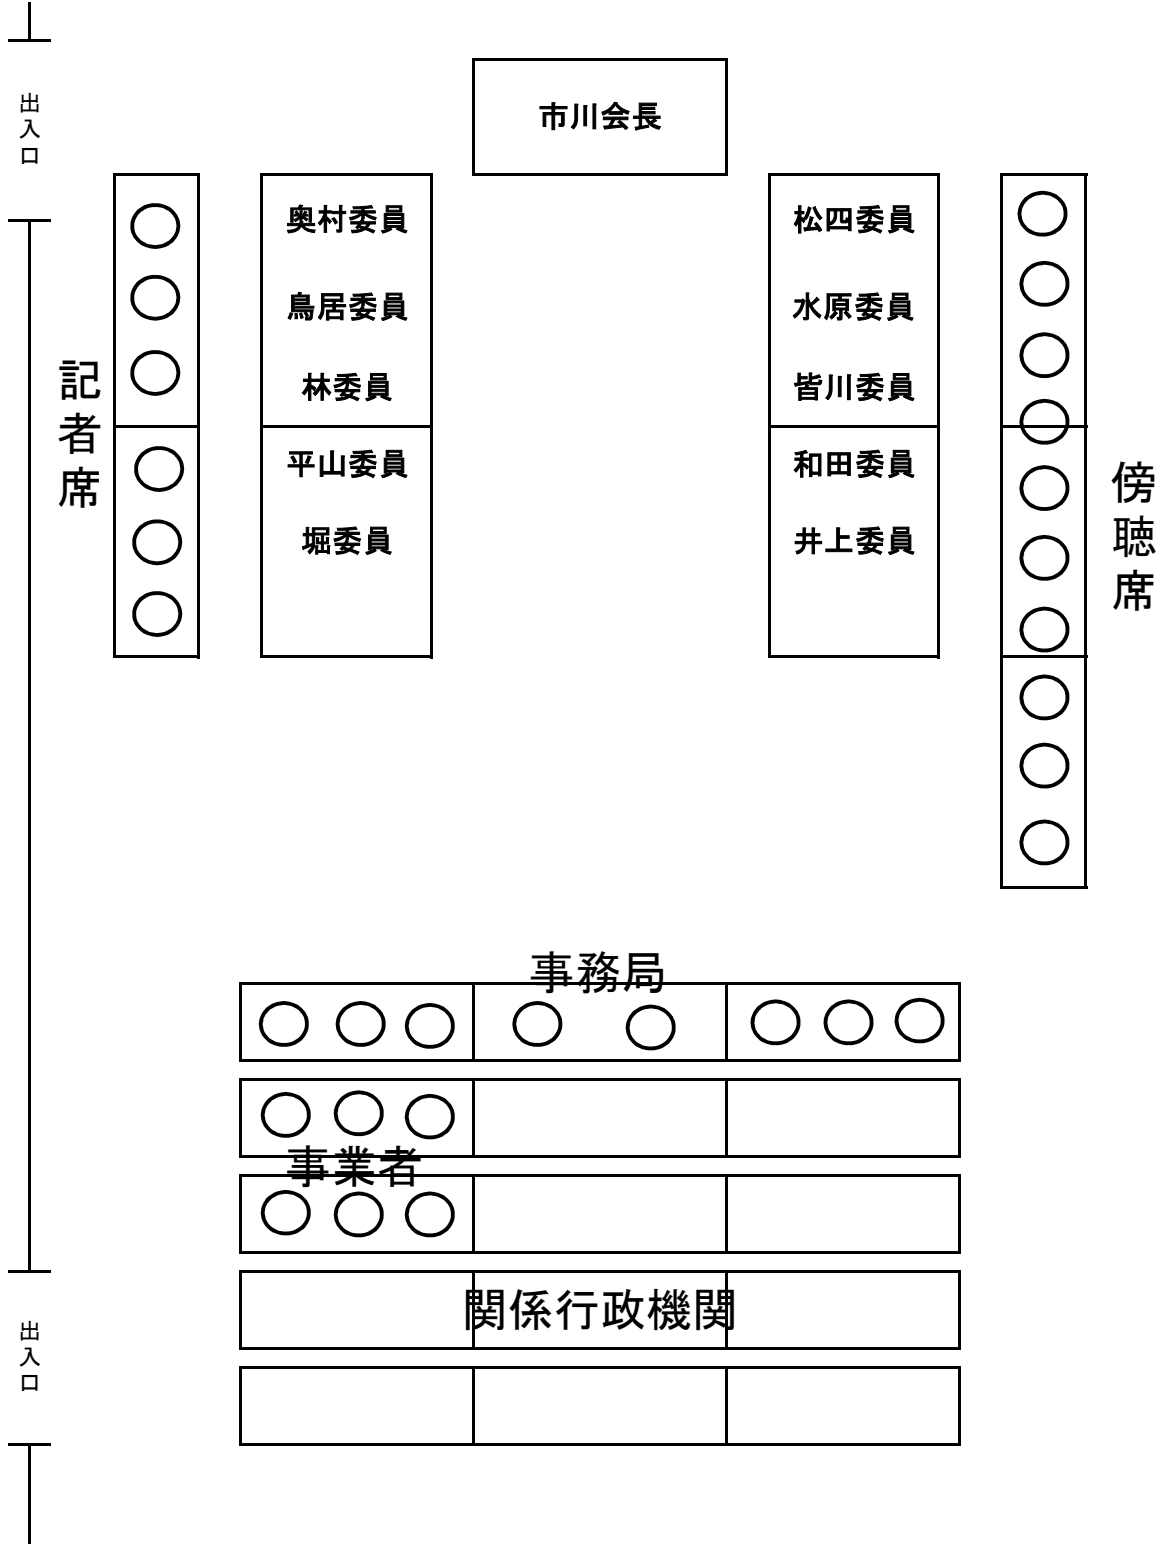 出入口
市川会長
奥村委員
松四委員
鳥居委員
水原委員
林委員
皆川委員
記者席
平山委員
和田委員
傍聴席
堀委員
井上委員
事務局
事業者
関係行政機関
出入口